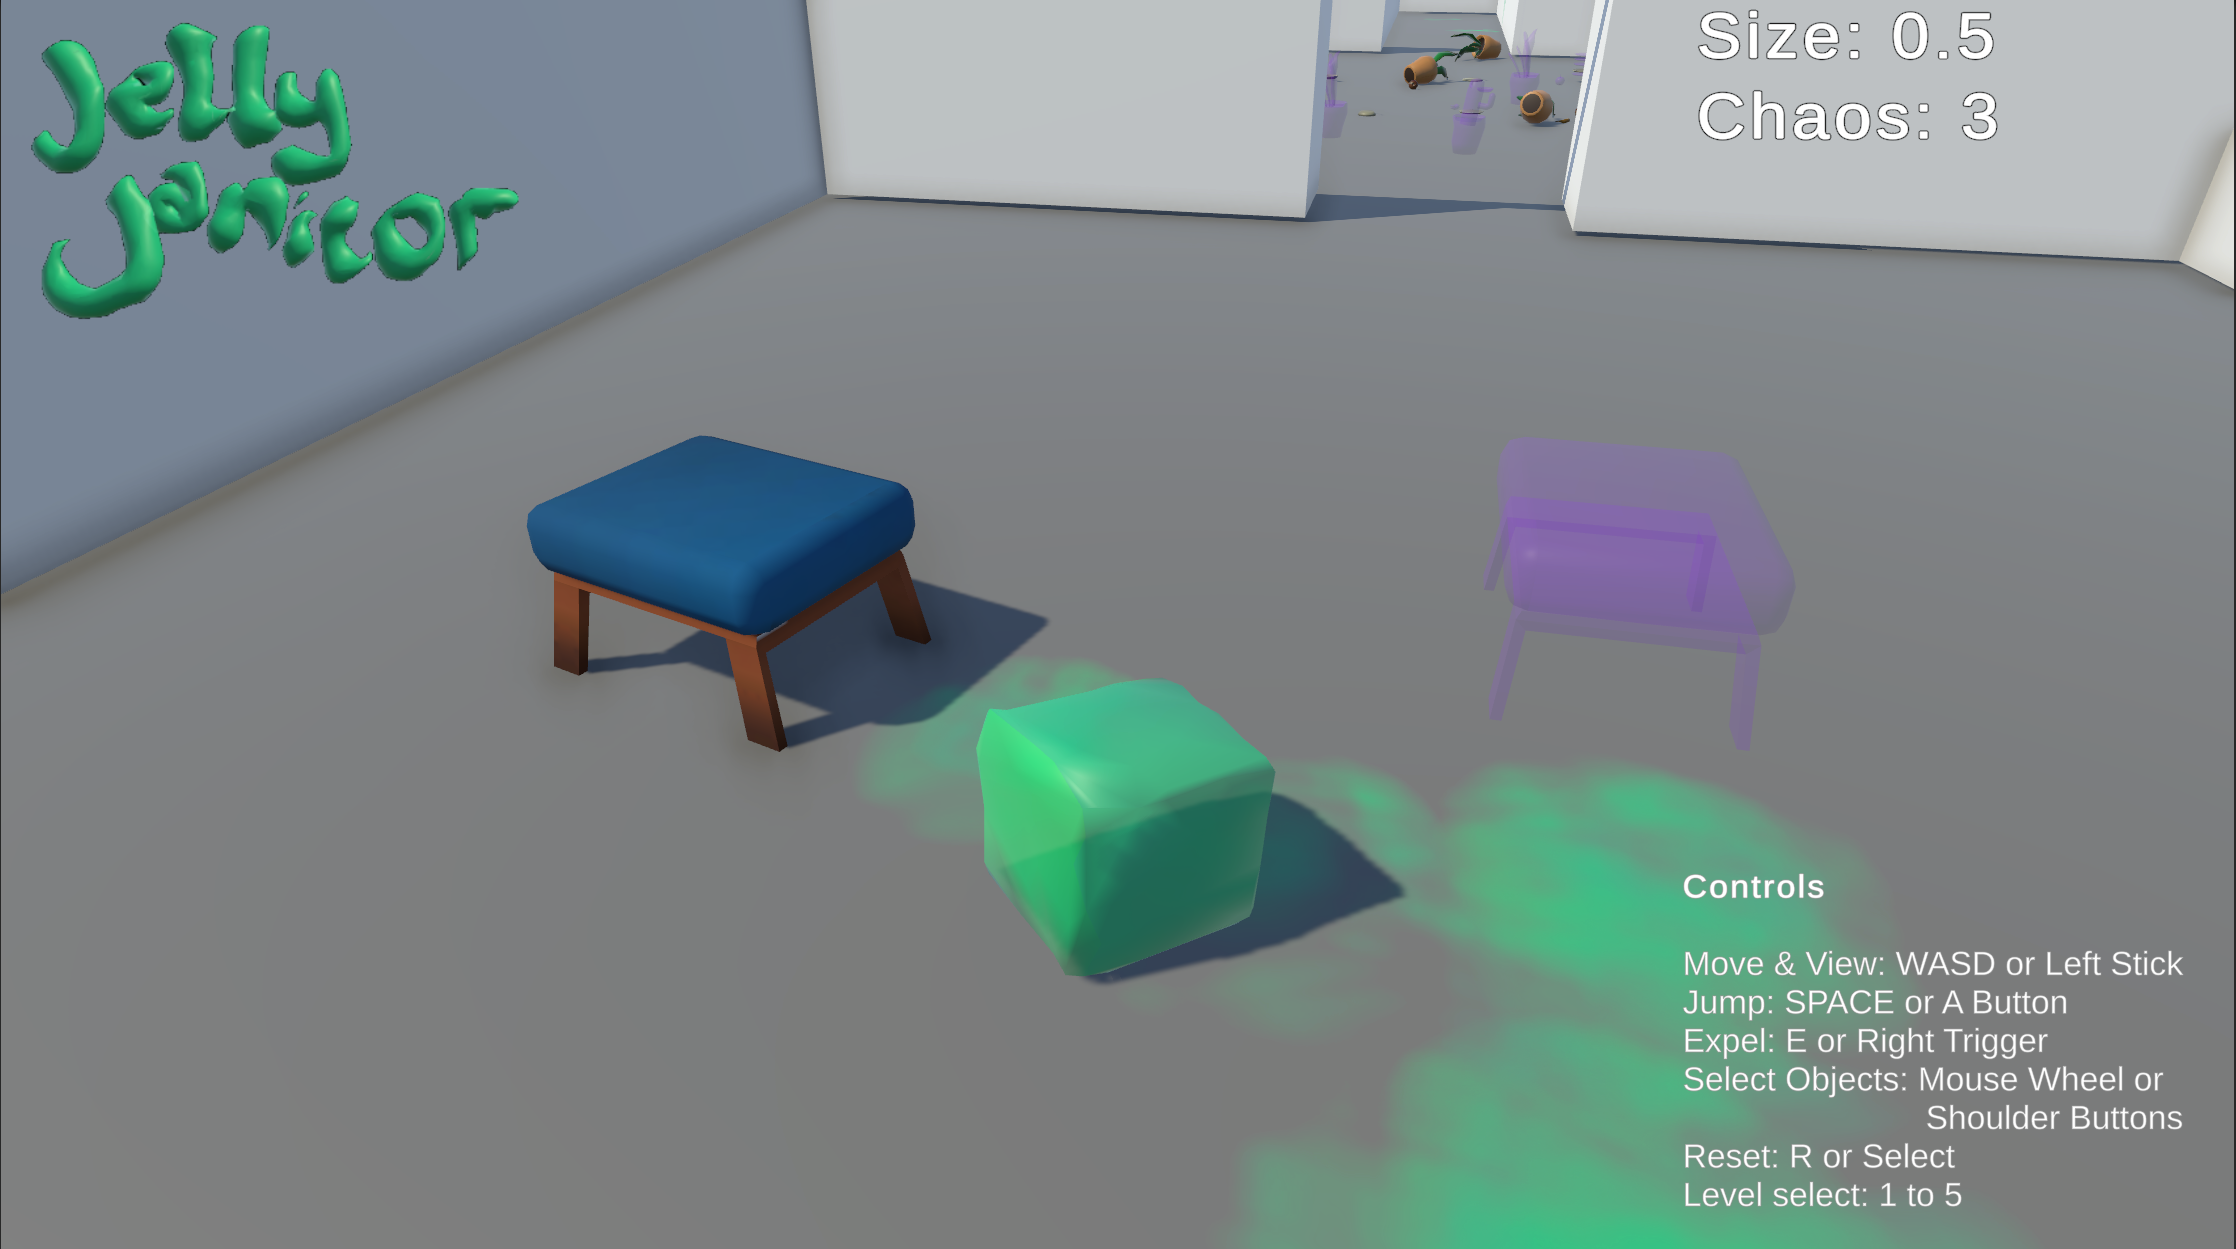 Jelly
Janitor
Size: 0.5
Chaos: 3
Controls
Move & View: WASD or Left Stick
Jump: SPACE or A Button
Expel: E or Right Trigger
Select Objects: Mouse Wheel or
Shoulder Buttons
Reset: R or Select
Level select: 1 to 5